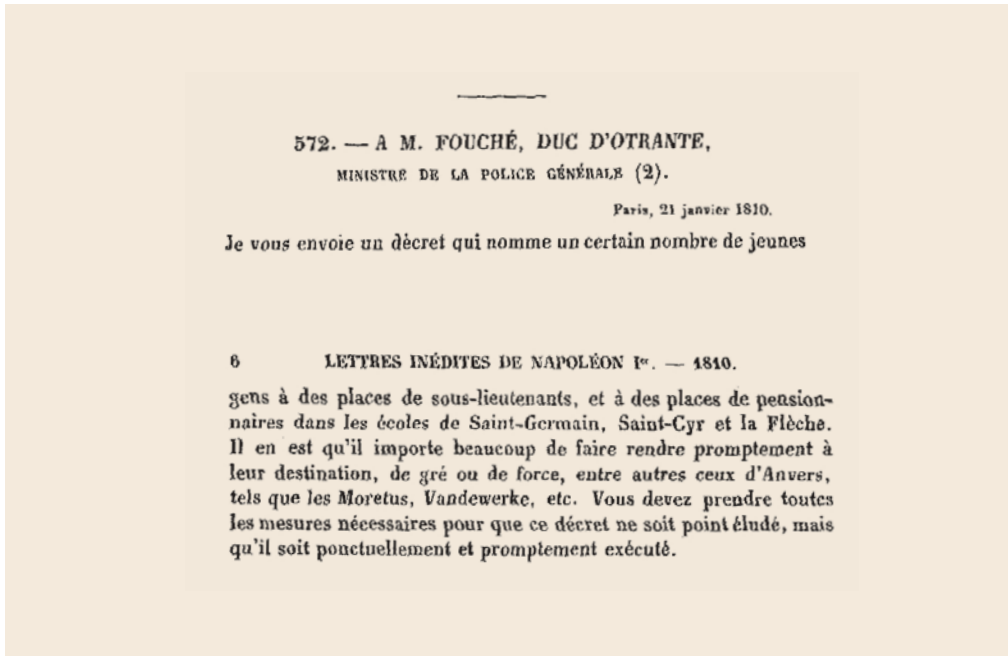 572. — A M. FOUCHÉ, DUC D'OTRANTE,
MINISTRE DE LA POLICE GÉNÉRALE (2).
Paris, 21 janvier 1810.
Je vous envoie un décret qui nomme un certain nombre de jeunes
6 LETTRES INÉDITES DE NAPOLÉON Ier. — 1810.
gens à des places de sous-lieutenants, et à des places de pension-
naires dans les écoles de Saint-Germain, Saint-Cyr et la Flèche.
Il en est qu'il importe beaucoup de faire rendre promptement à
leur destination, de gré ou de force, entre autres ceux d'Anvers,
tels que les Moretus, Vandewerke, etc. Vous devez prendre toutes
les mesures nécessaires pour que ce décret ne soit point éludé, mais
qu'il soit ponctuellement et promptement exécuté.